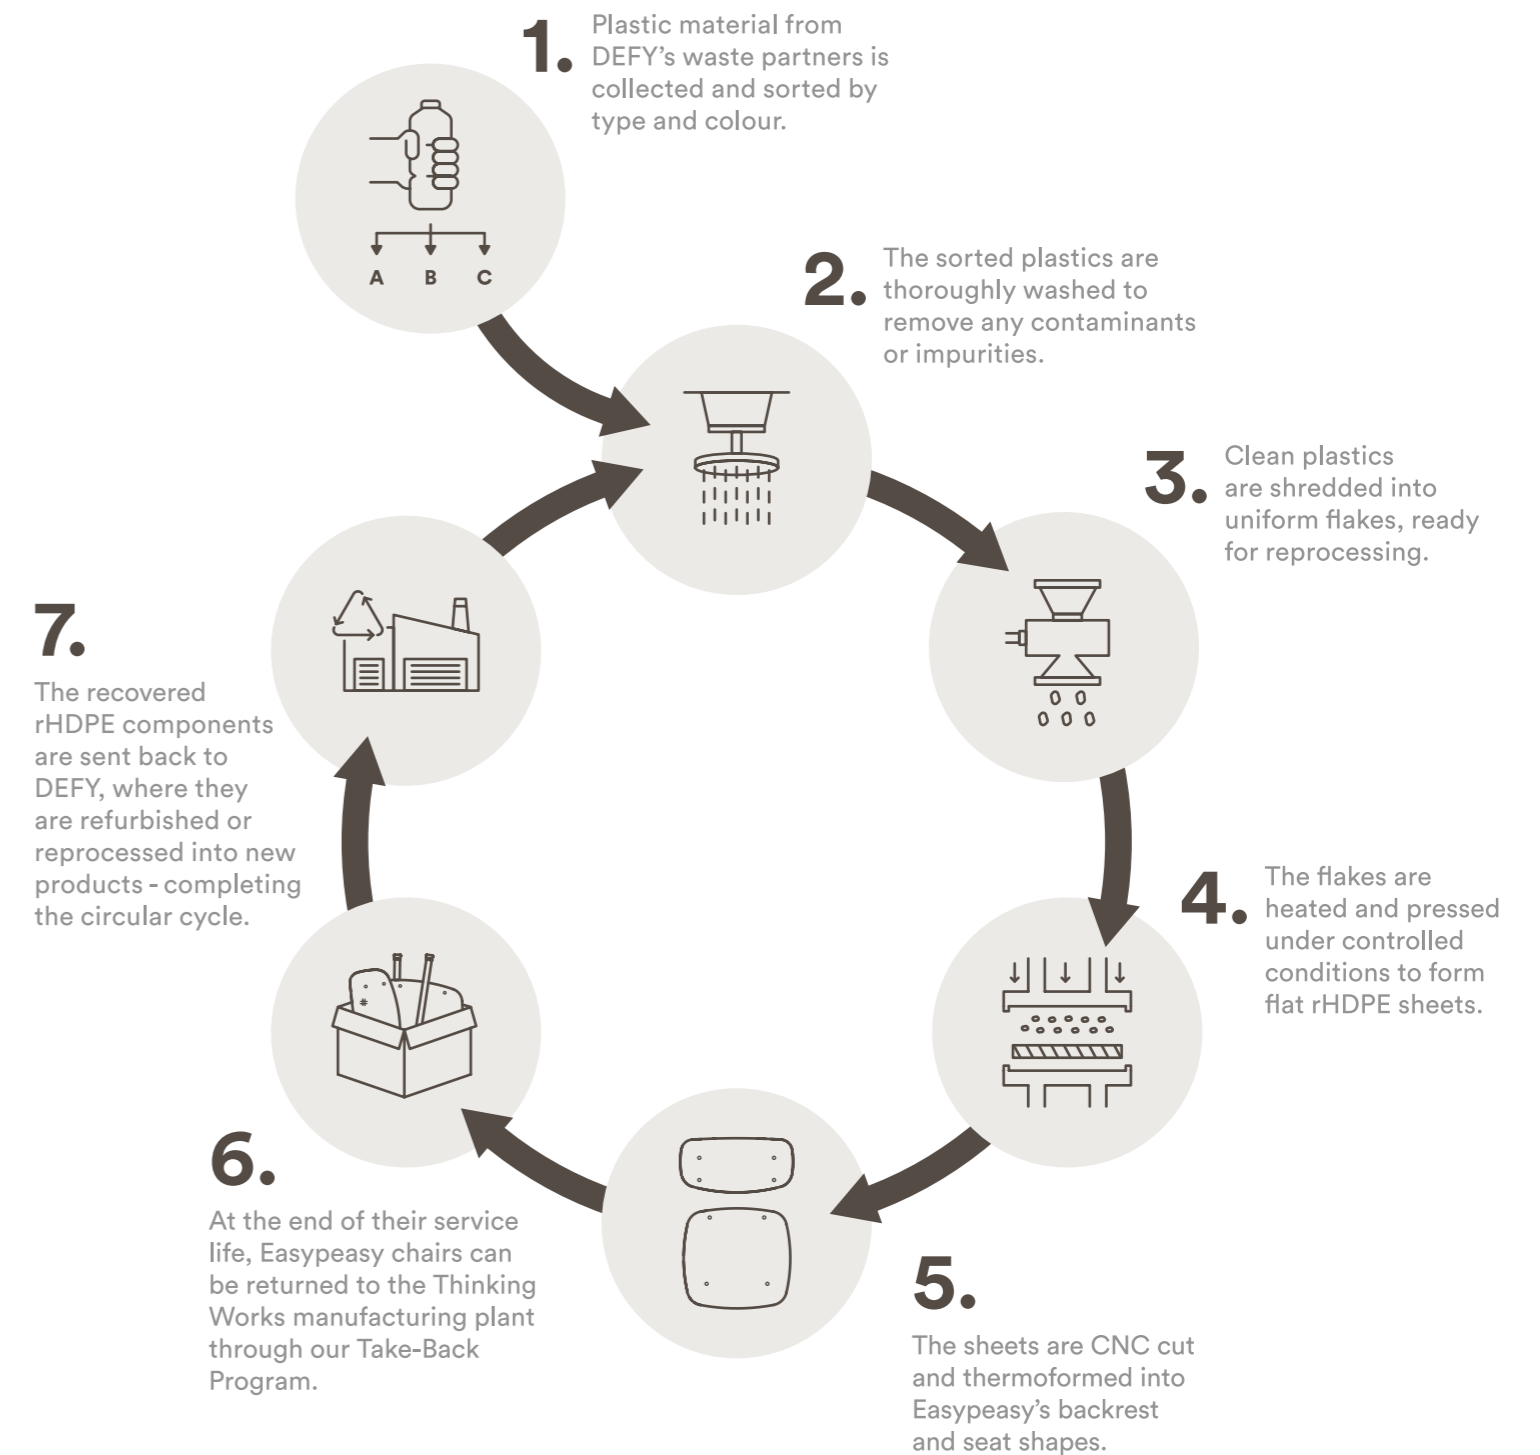 1.
Plastic material from
DEFY's waste partners is
collected and sorted by
type and colour.
A B C
2.
The sorted plastics are
thoroughly washed to
remove any contaminants
or impurities.
3.
Clean plastics
are shredded into
uniform flakes, ready
for reprocessing.
4.
The flakes are
heated and pressed
under controlled
conditions to form
flat rHDPE sheets.
5.
The sheets are CNC cut
and thermoformed into
Easypeasy's backrest
and seat shapes.
6.
At the end of their service
life, Easypeasy chairs can
be returned to the Thinking
Works manufacturing plant
through our Take-Back
Program.
7.
The recovered
rHDPE components
are sent back to
DEFY, where they
are refurbished or
reprocessed into new
products - completing
the circular cycle.